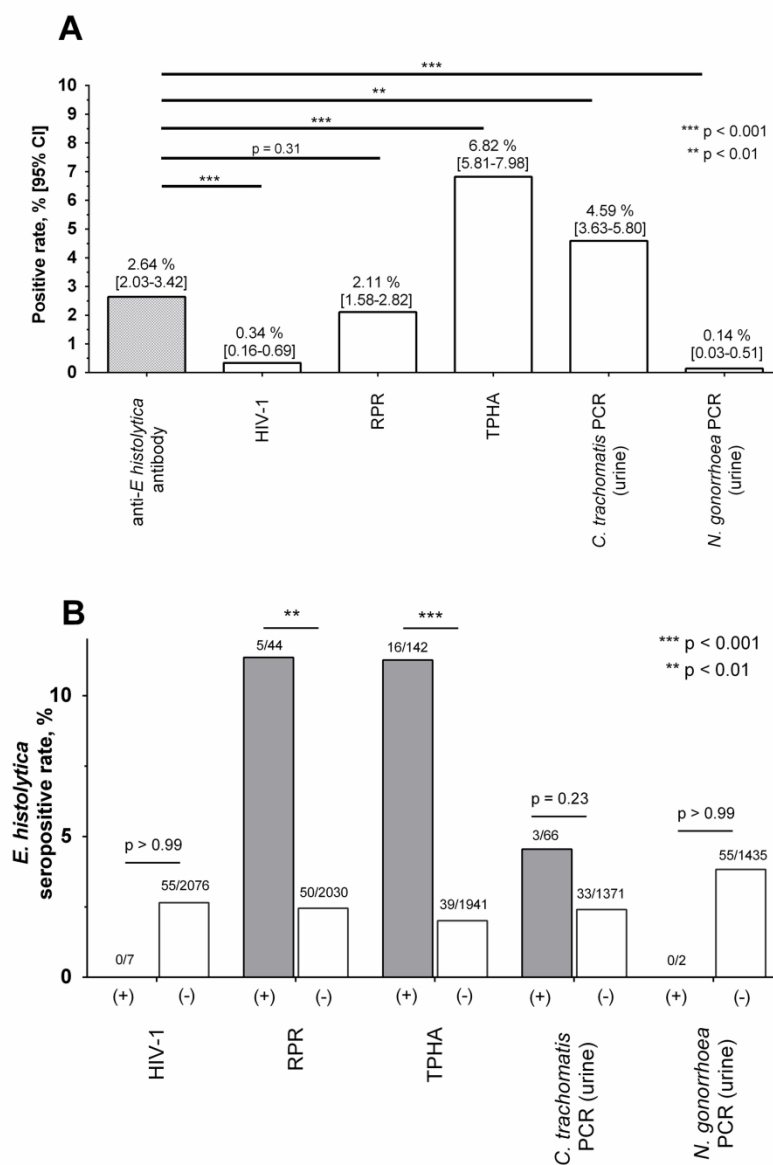 A
***
**
***
p = 0.31
***
*** p < 0.001
** p < 0.01
Positive rate, % [95% CI]
10
9
8
7
6
5
4
3
2
1
0
2.64 %
[2.03-3.42]
0.34 %
[0.16-0.69]
2.11 %
[1.58-2.82]
6.82 %
[5.81-7.98]
4.59 %
[3.63-5.80]
0.14 %
[0.03-0.51]
anti-E histolytica
antibody
HIV-1
RPR
TPHA
C. trachomatis PCR
(urine)
N. gonorrhoea PCR
(urine)
B
**
***
*** p < 0.001
** p < 0.01
E. histolytica
seropositive rate, %
10
5
0
p > 0.99
0/7
55/2076
5/44
50/2030
16/142
39/1941
p = 0.23
3/66
33/1371
p > 0.99
0/2
55/1435
(+) (-) (+) (-) (+) (-) (+) (-) (+) (-)
HIV-1
RPR
TPHA
C. trachomatis
PCR (urine)
N. gonorrhoea
PCR (urine)